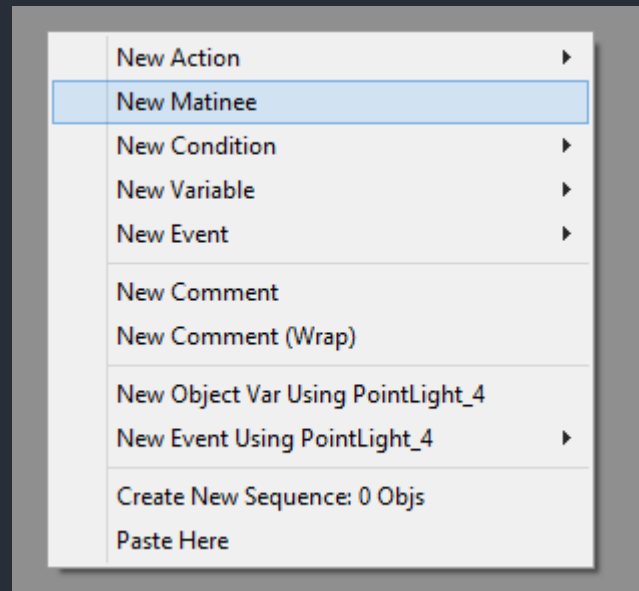 New Action
New Matinee
New Condition
New Variable
New Event
New Comment
New Comment (Wrap)
New Object Var Using PointLight_4
New Event Using PointLight_4
Create New Sequence: 0 Objs
Paste Here